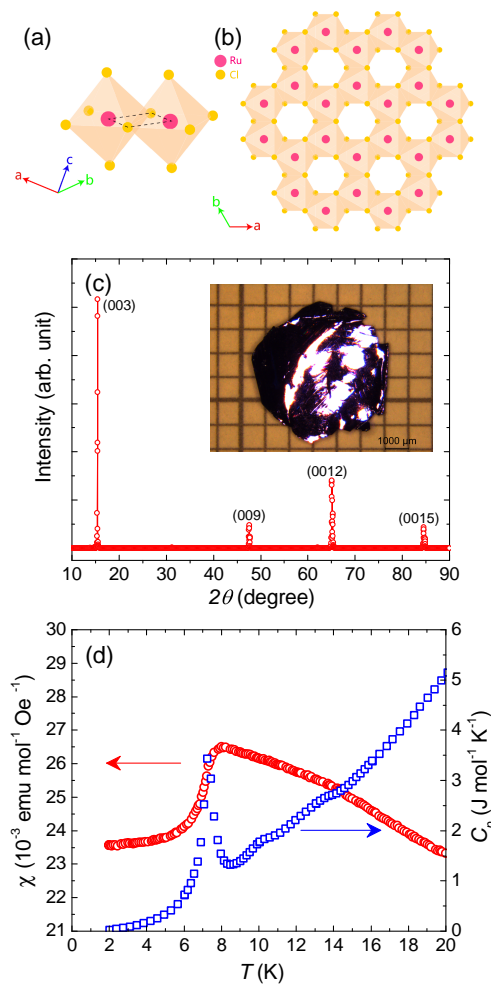 (a)
(b)
Ru
Cl
a
c
b
b
a
(c)
(003)
(009)
(0012)
(0015)
1000 μm
Intensity (arb. unit)
10 20 30 40 50 60 70 80 90
2θ (degree)
(d)
30
29
28
27
26
25
24
23
22
21
χ (10⁻³ emu mol⁻¹ Oe⁻¹)
6
5
4
3
2
1
0
Cₚ (J mol⁻¹ K⁻¹)
0 2 4 6 8 10 12 14 16 18 20
T (K)